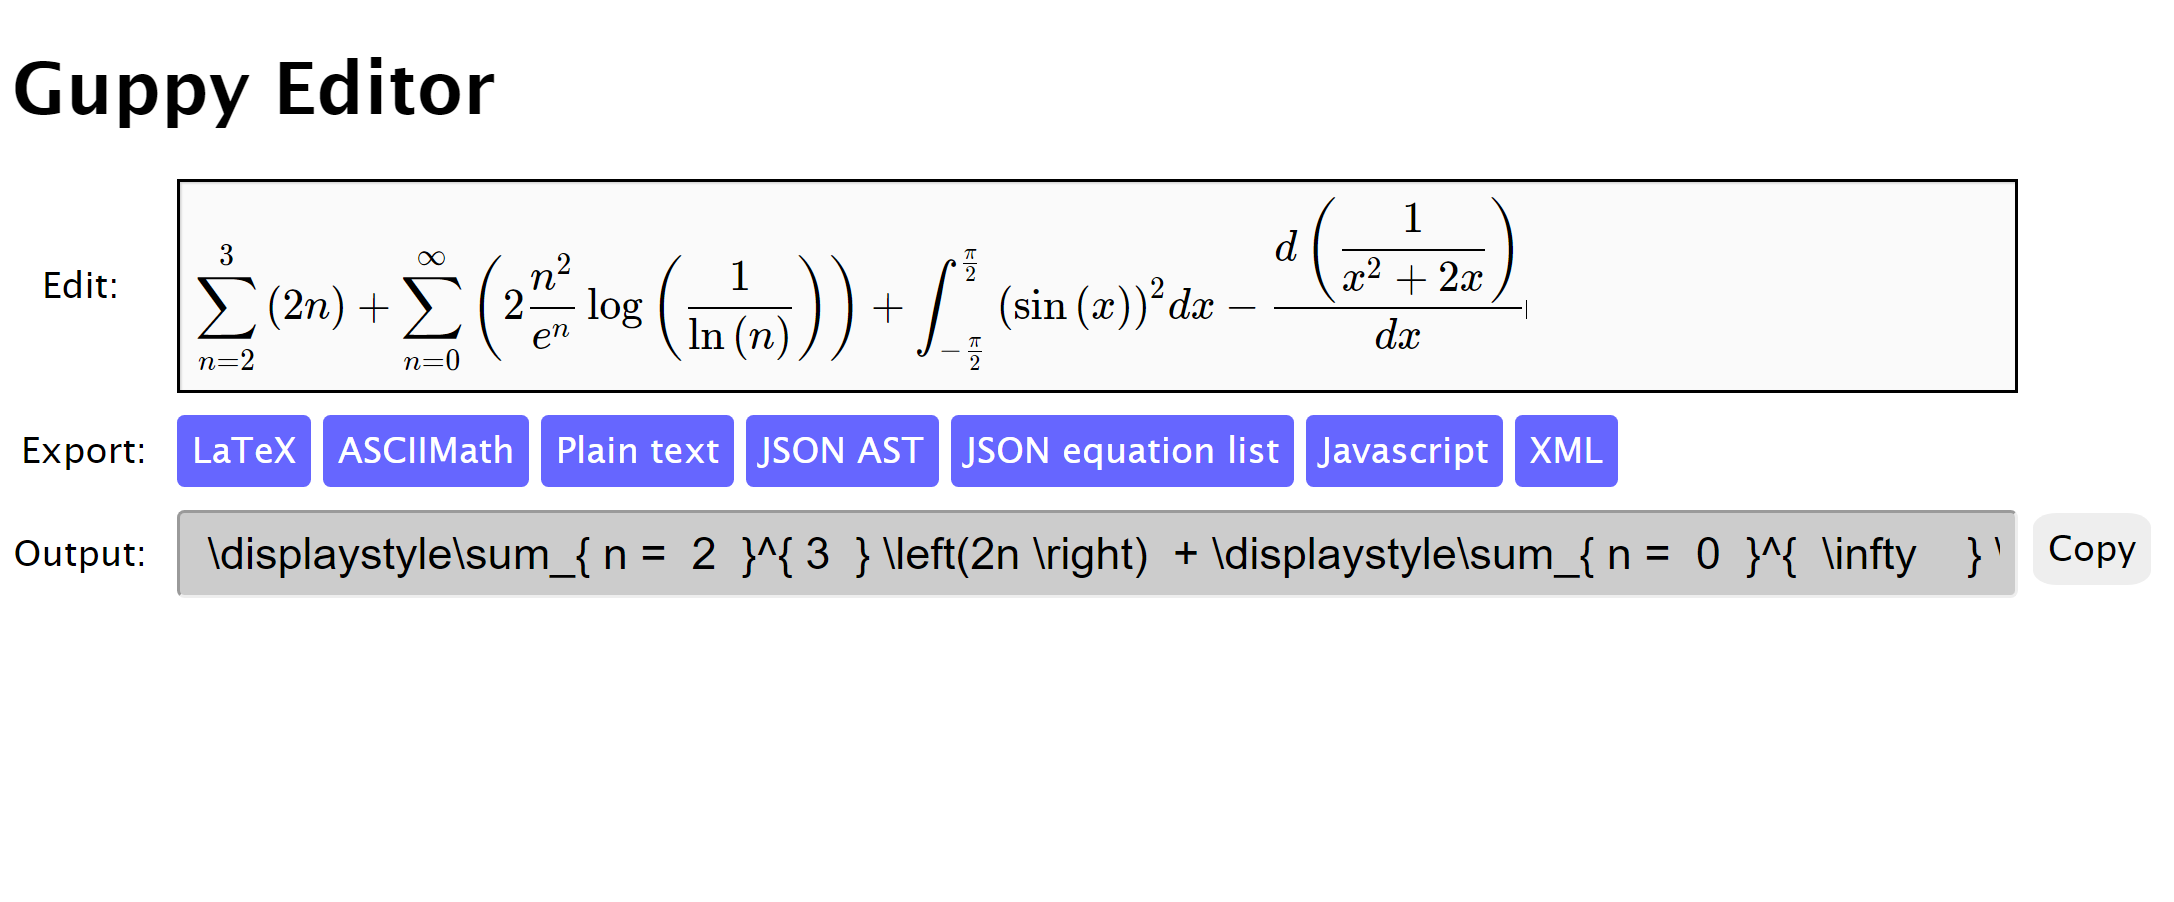 Guppy Editor
Edit: \sum_{n=2}^{3} (2n) + \sum_{n=0}^{\infty} \left( 2 \frac{n^2}{e^n} \log \left( \frac{1}{\ln(n)} \right) \right) + \int_{-\frac{\pi}{2}}^{\frac{\pi}{2}} (\sin(x))^2 dx - \frac{d \left( \frac{1}{x^2 + 2x} \right)}{dx}
Export: LaTeX ASCIIMath Plain text JSON AST JSON equation list Javascript XML
Output: \displaystyle\sum_{ n =  2  }^{ 3  } \left(2n \right)  + \displaystyle\sum_{ n =  0  }^{  \infty    } \ Copy